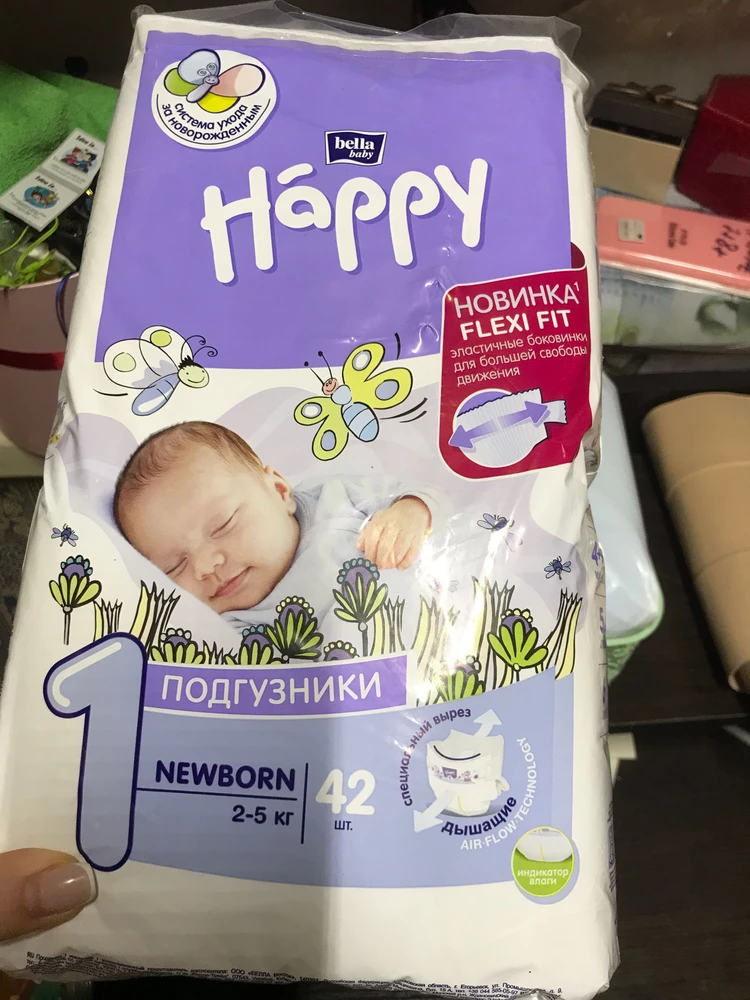 система ухода
за новорожденным
bella
baby
Háppy
НОВИНКА¹
FLEXI FIT
эластичные боковинки
для большей свободы
движения
1
ПОДГУЗНИКИ
NEWBORN
2-5 кг
42
шт.
специальный вырез
дышащие
AIR-FLOW-TECHNOLOGY
индикатор
влаги